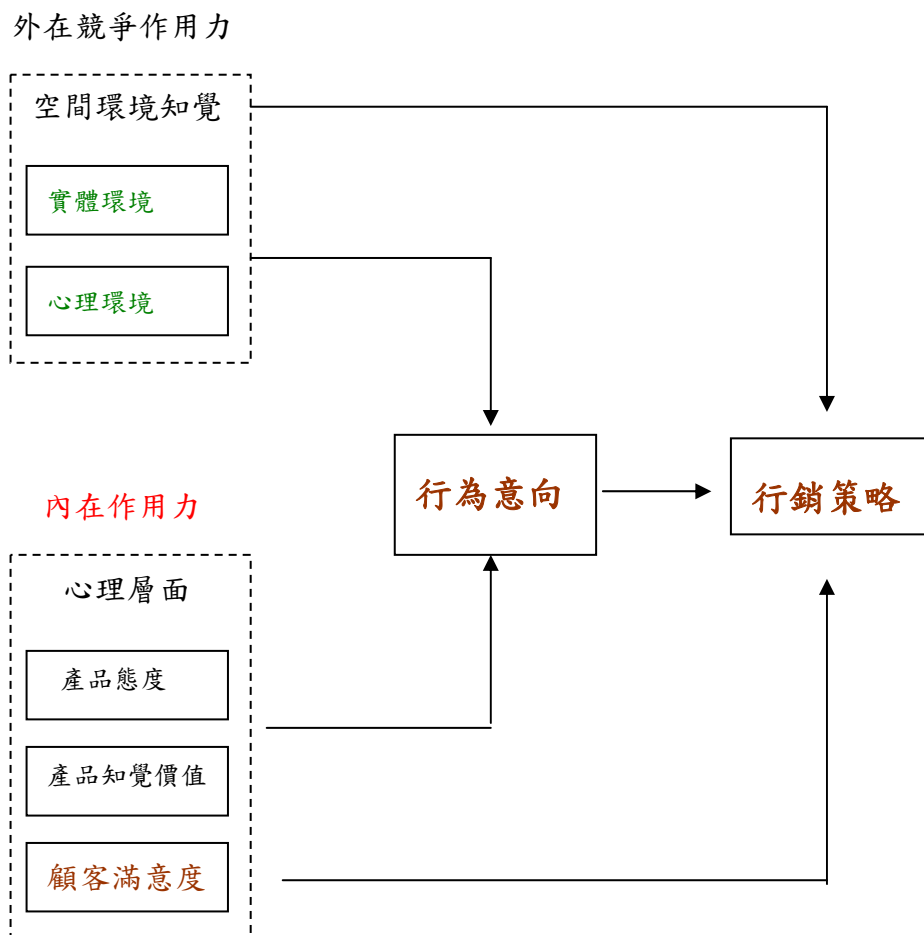 外在競爭作用力
空間環境知覺
實體環境
心理環境
行為意向
行銷策略
內在作用力
心理層面
產品態度
產品知覺價值
顧客滿意度